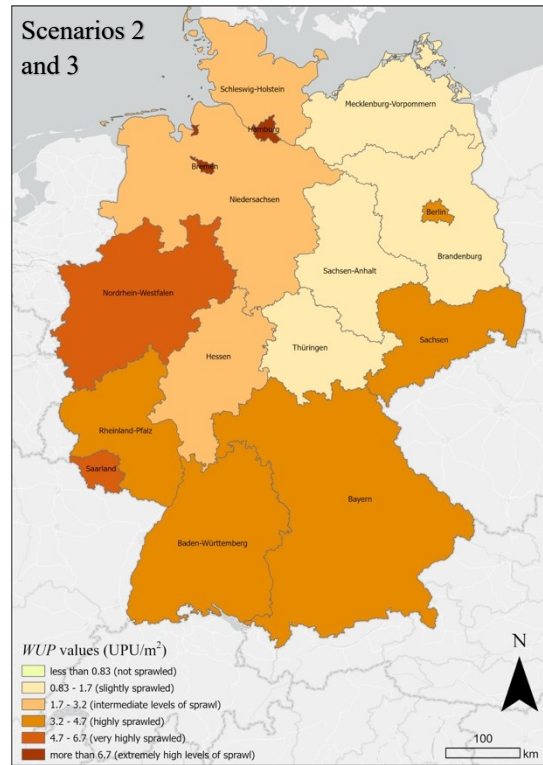 Scenarios 2
and 3
Schleswig-Holstein
Mecklenburg-Vorpommern
Hamburg
Bremen
Niedersachsen
Berlin
Brandenburg
Sachsen-Anhalt
Nordrhein-Westfalen
Sachsen
Hessen
Thüringen
Rheinland-Pfalz
Saarland
Bayern
Baden-Württemberg
WUP values (UPU/m²)
less than 0.83 (not sprawled)
0.83 - 1.7 (slightly sprawled)
1.7 - 3.2 (intermediate levels of sprawl)
3.2 - 4.7 (highly sprawled)
4.7 - 6.7 (very highly sprawled)
more than 6.7 (extremely high levels of sprawl)
N
100
km